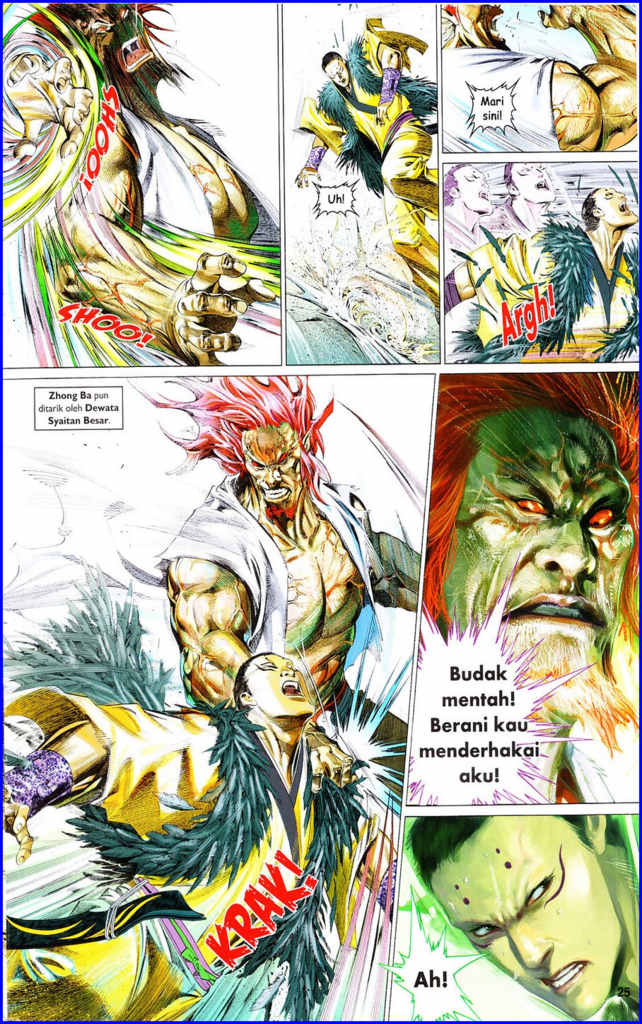 SHOO!
SHOO!
Uh!
Mari
sini!
Argh!
Zhong Ba pun
ditarik oleh Dewata
Syaitan Besar.
KRAK!
Budak
mentah!
Berani kau
menderhakai
aku!
Ah!
25